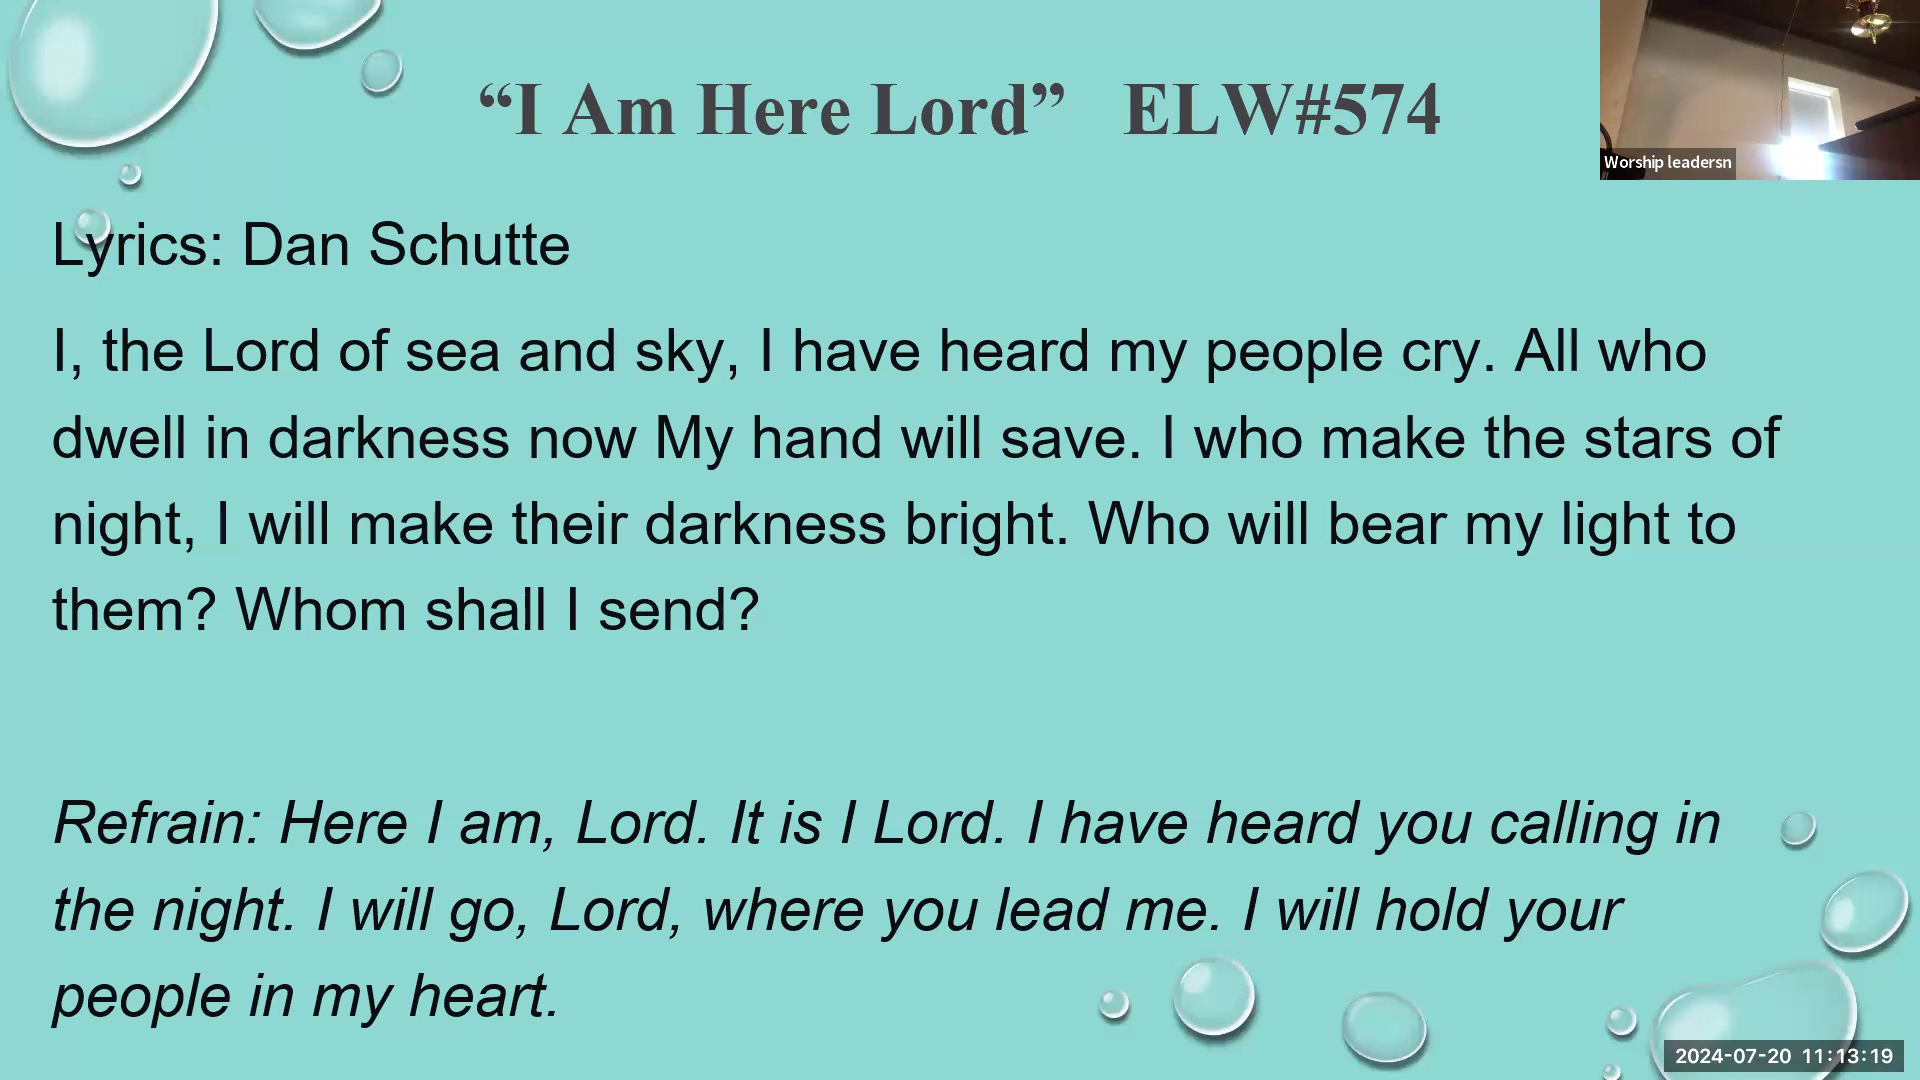 “I Am Here Lord” ELW#574
Worship leadersn
Lyrics: Dan Schutte
I, the Lord of sea and sky, I have heard my people cry. All who
dwell in darkness now My hand will save. I who make the stars of
night, I will make their darkness bright. Who will bear my light to
them? Whom shall I send?
Refrain: Here I am, Lord. It is I Lord. I have heard you calling in
the night. I will go, Lord, where you lead me. I will hold your
people in my heart.
2024-07-20 11:13:19